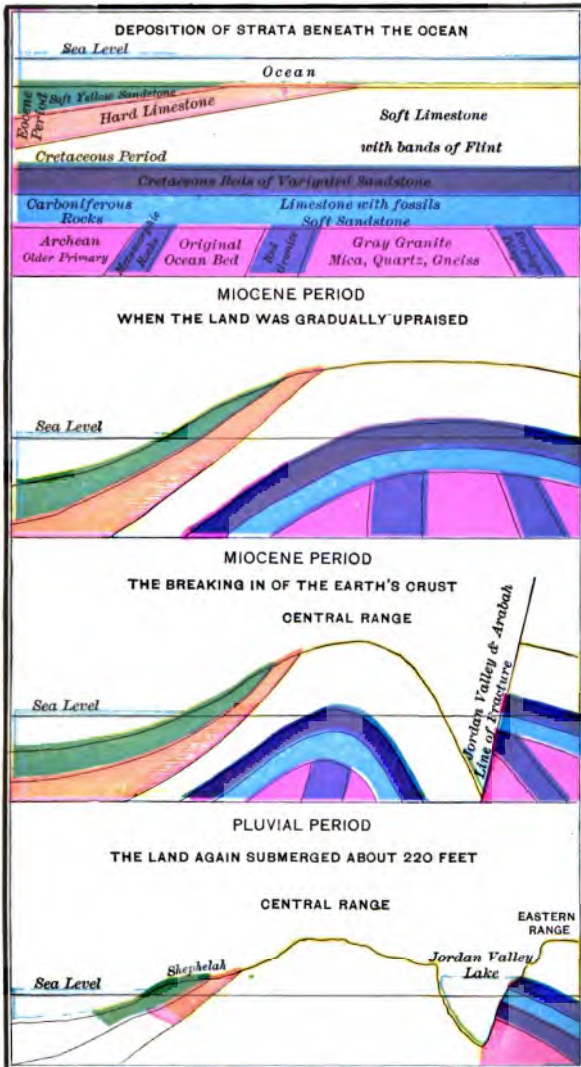 DEPOSITION OF STRATA BENEATH THE OCEAN
Sea Level
Ocean
Eocene
Period
Soft Yellow Sandstone
Hard Limestone
Soft Limestone
with bands of Flint
Cretaceous Period
Cretaceous Beds of Varigated Sandstone
Carboniferous
Rocks
Limestone with fossils
Soft Sandstone
Archean
Older Primary
Metamorphic
Rocks
Original
Ocean Bed
Red
Granite
Gray Granite
Mica, Quartz, Gneiss
MIOCENE PERIOD
WHEN THE LAND WAS GRADUALLY UPRAISED
Sea Level
MIOCENE PERIOD
THE BREAKING IN OF THE EARTH'S CRUST
CENTRAL RANGE
Sea Level
Jordan Valley & Arabah
Line of Fracture
PLUVIAL PERIOD
THE LAND AGAIN SUBMERGED ABOUT 220 FEET
CENTRAL RANGE
EASTERN
RANGE
Shephelah
Jordan Valley
Lake
Sea Level